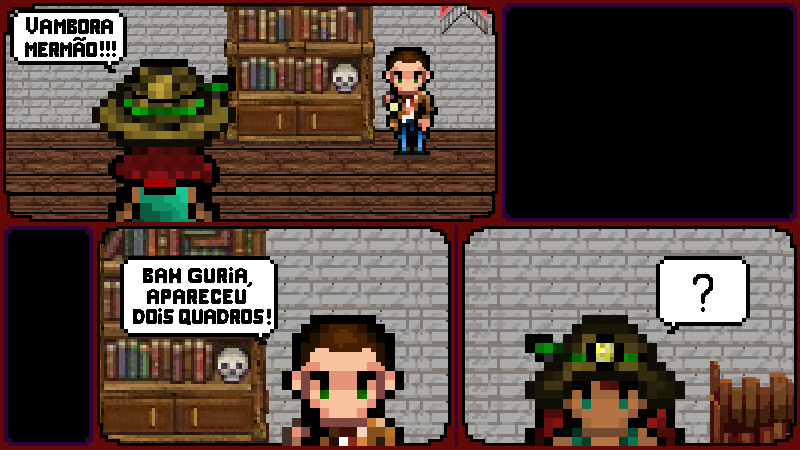 VAMBORA
MERMÃO!!!
BAH GURiA,
APARECEU
DOiS QUADROS!
?